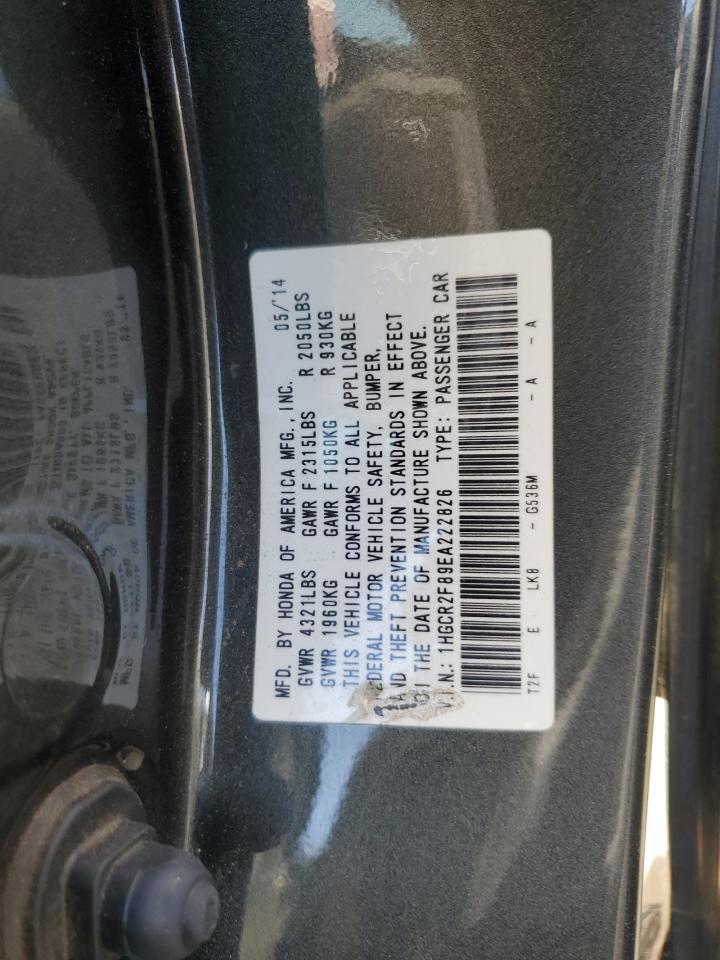 MFD. BY HONDA OF AMERICA MFG., INC. 05/'14
GVWR 4321LBS GAWR F 2315LBS R 2050LBS
GVWR 1960KG GAWR F 1050KG R 930KG
THIS VEHICLE CONFORMS TO ALL APPLICABLE
EDERAL MOTOR VEHICLE SAFETY, BUMPER,
AND THEFT PREVENTION STANDARDS IN EFFECT
THE DATE OF MANUFACTURE SHOWN ABOVE.
V.I.N.: 1HGCR2F89EA222826 TYPE: PASSENGER CAR
T2F E LK8 - G536M - A - A